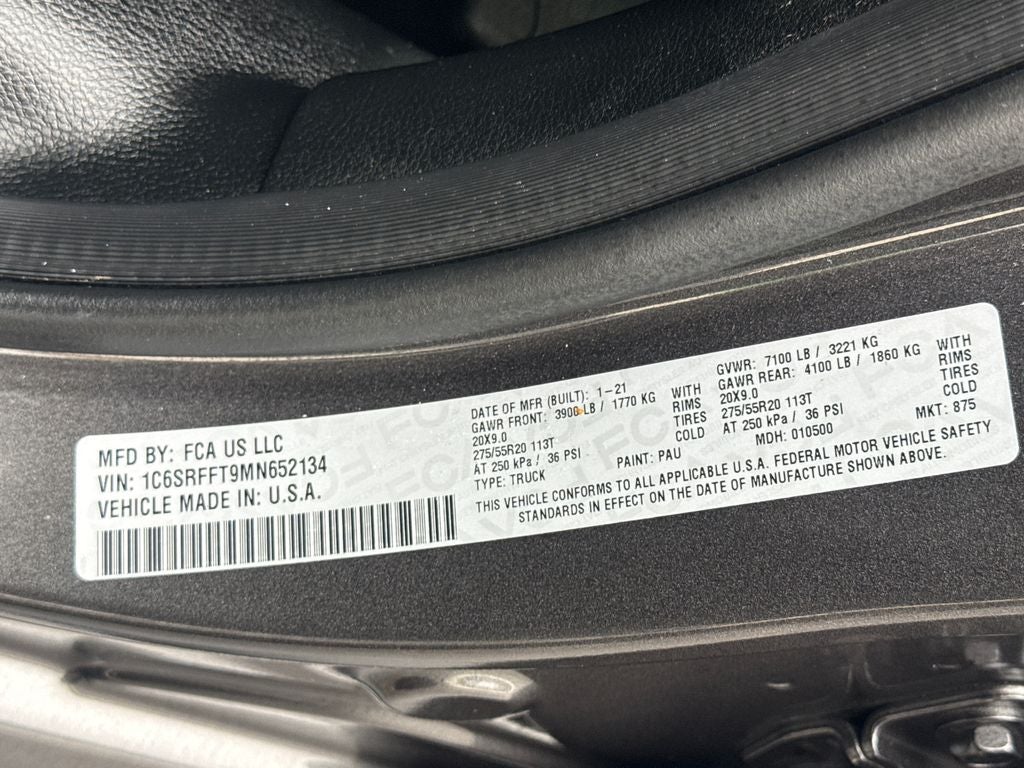 MFD BY: FCA US LLC
VIN: 1C6SRFFT9MN652134
VEHICLE MADE IN: U.S.A.
DATE OF MFR (BUILT): 1-21
GAWR FRONT: 3900 LB / 1770 KG WITH
20X9.0 RIMS
275/55R20 113T TIRES
AT 250 kPa / 36 PSI COLD
TYPE: TRUCK PAINT: PAU
GVWR: 7100 LB / 3221 KG
GAWR REAR: 4100 LB / 1860 KG WITH
20X9.0 RIMS
275/55R20 113T TIRES
AT 250 kPa / 36 PSI COLD
MDH: 010500 MKT: 875
THIS VEHICLE CONFORMS TO ALL APPLICABLE U.S.A. FEDERAL MOTOR VEHICLE SAFETY
STANDARDS IN EFFECT ON THE DATE OF MANUFACTURE SHOWN ABOVE.